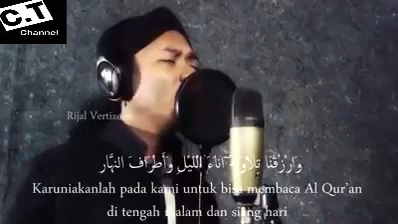 C.T
Channel
Rijal Vertizo
وَارْزُقْنَا تِلَاوَتَهُ آنَاءَ اللَّيْلِ وَأَطْرَافَ النَّهَارِ
Karuniakanlah pada kami untuk bisa membaca Al Qur'an
di tengah malam dan siang hari